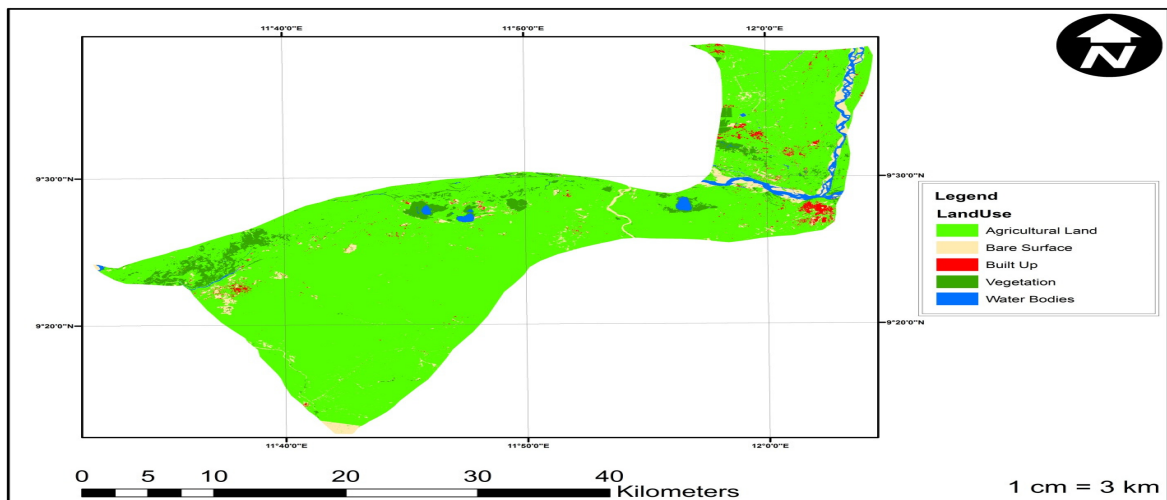 11°40'0"E 11°50'0"E 12°0'0"E
N
9°30'0"N 9°30'0"N
9°20'0"N 9°20'0"N
11°40'0"E 11°50'0"E 12°0'0"E
Legend
LandUse
Agricultural Land
Bare Surface
Built Up
Vegetation
Water Bodies
0 5 10 20 30 40
Kilometers
1 cm = 3 km